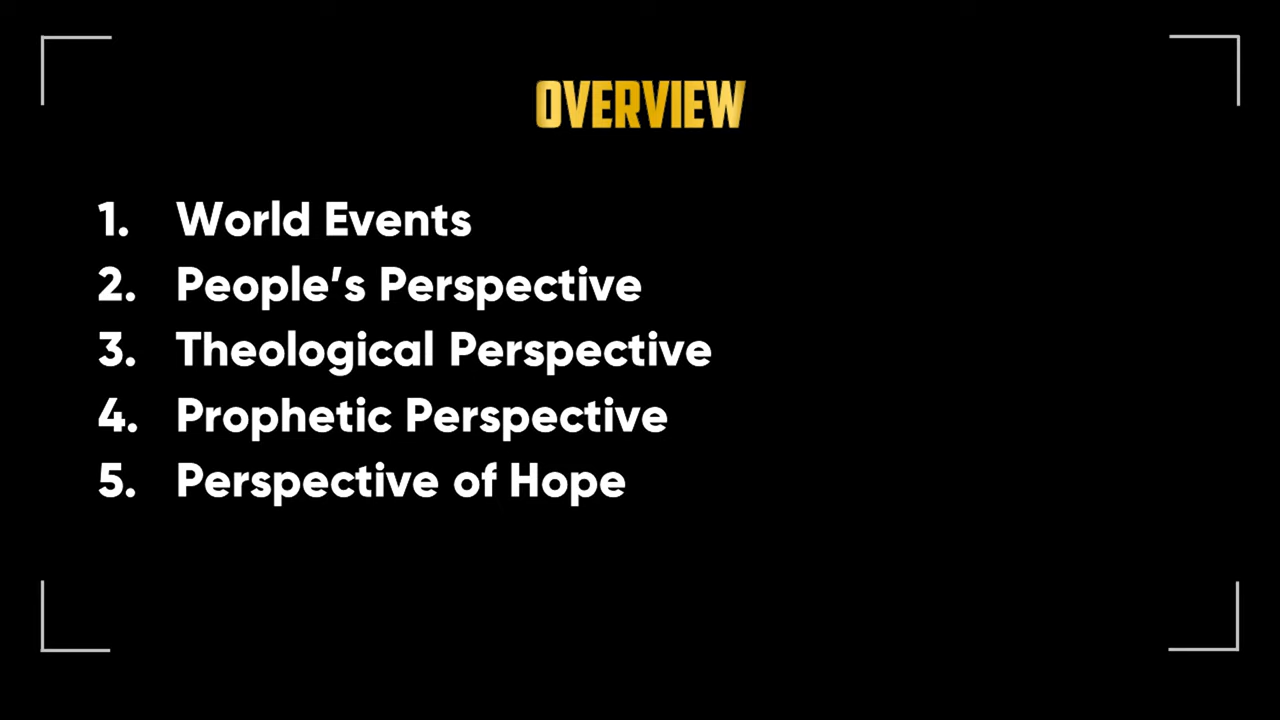 OVERVIEW
1. World Events
2. People’s Perspective
3. Theological Perspective
4. Prophetic Perspective
5. Perspective of Hope